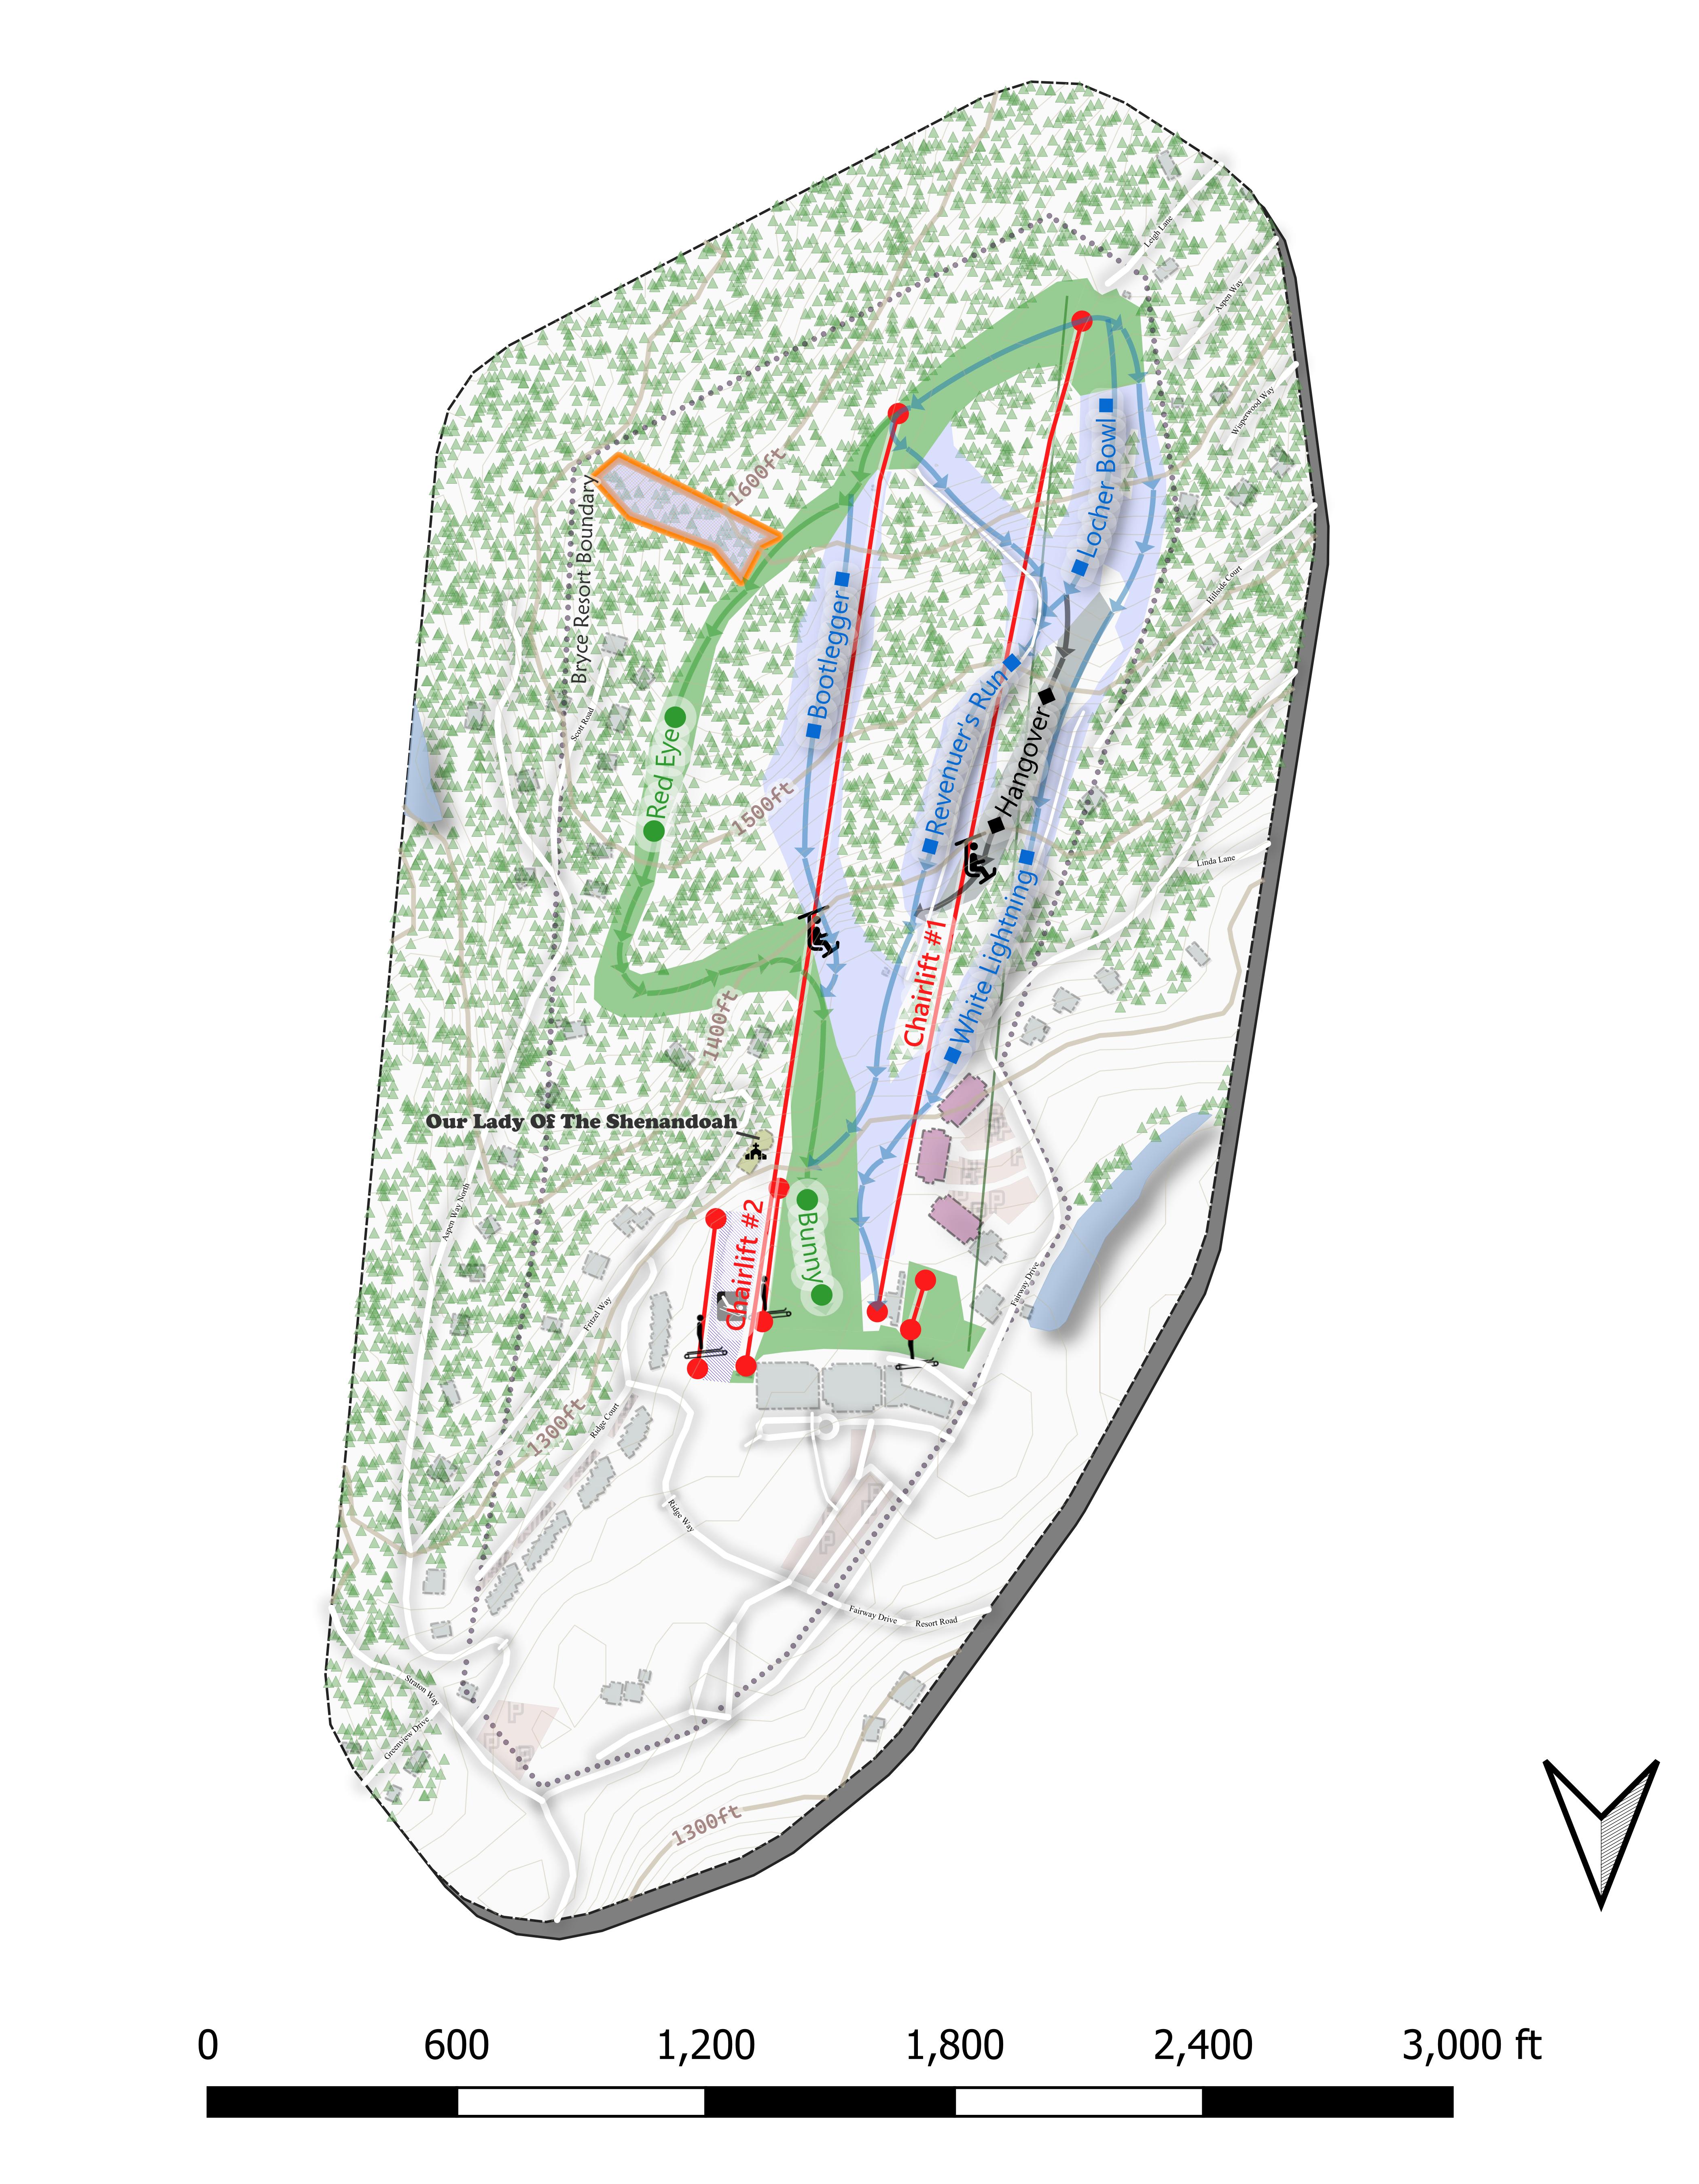 Leigh Lane
Aspen Way
Wisperwood Way
Locher Bowl
1600ft
Bryce Resort Boundary
Hillside Court
Bootlegger
Revenuer's Run
Hangover
Red Eye
Scott Road
1500ft
Linda Lane
White Lightning
Chairlift #1
1400ft
Our Lady Of The Shenandoah
Aspen Way North
Chairlift #2
Bunny
Fairway Drive
Fritzel Way
1300ft
Ridge Court
Ridge Way
P
Fairway Drive
Resort Road
Straton Way
Greenview Drive
1300ft
0 600 1,200 1,800 2,400 3,000 ft